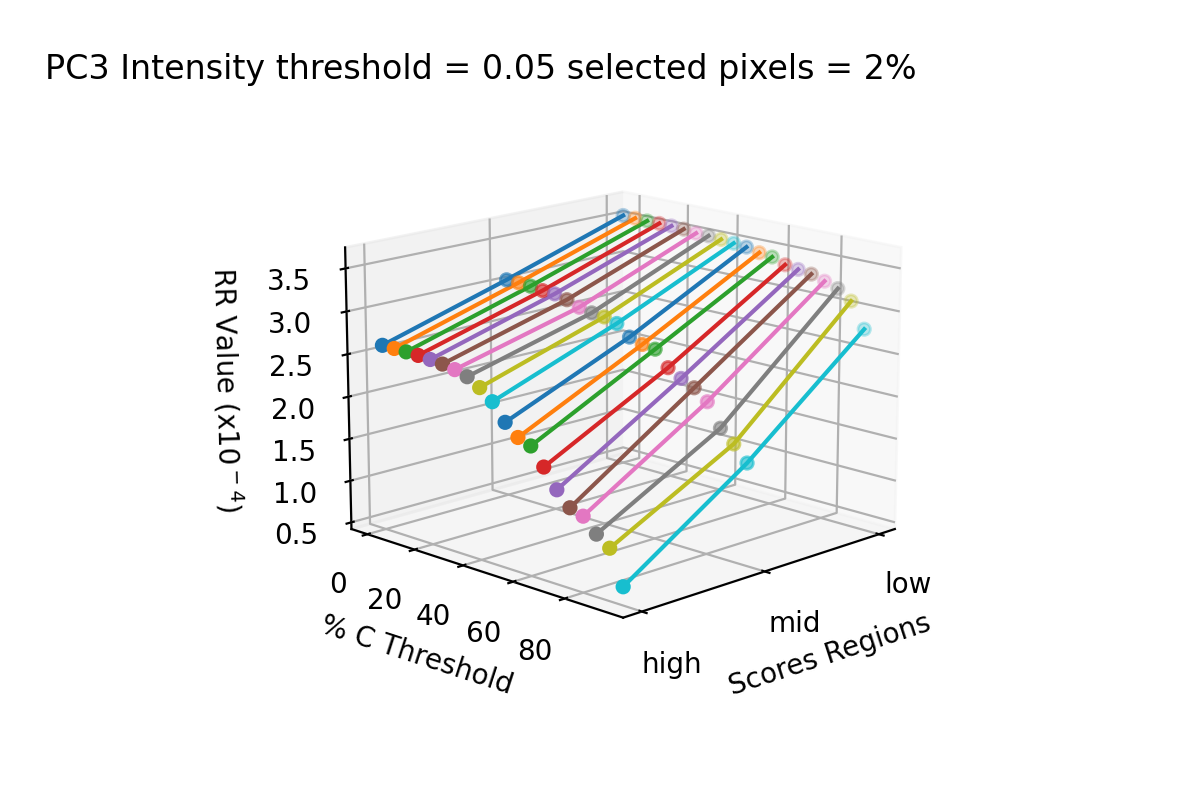 PC3 Intensity threshold = 0.05 selected pixels = 2%
RR Value (x10⁻⁴)
3.5
3.0
2.5
2.0
1.5
1.0
0.5
0
20
40
60
80
% C Threshold
high
mid
low
Scores Regions